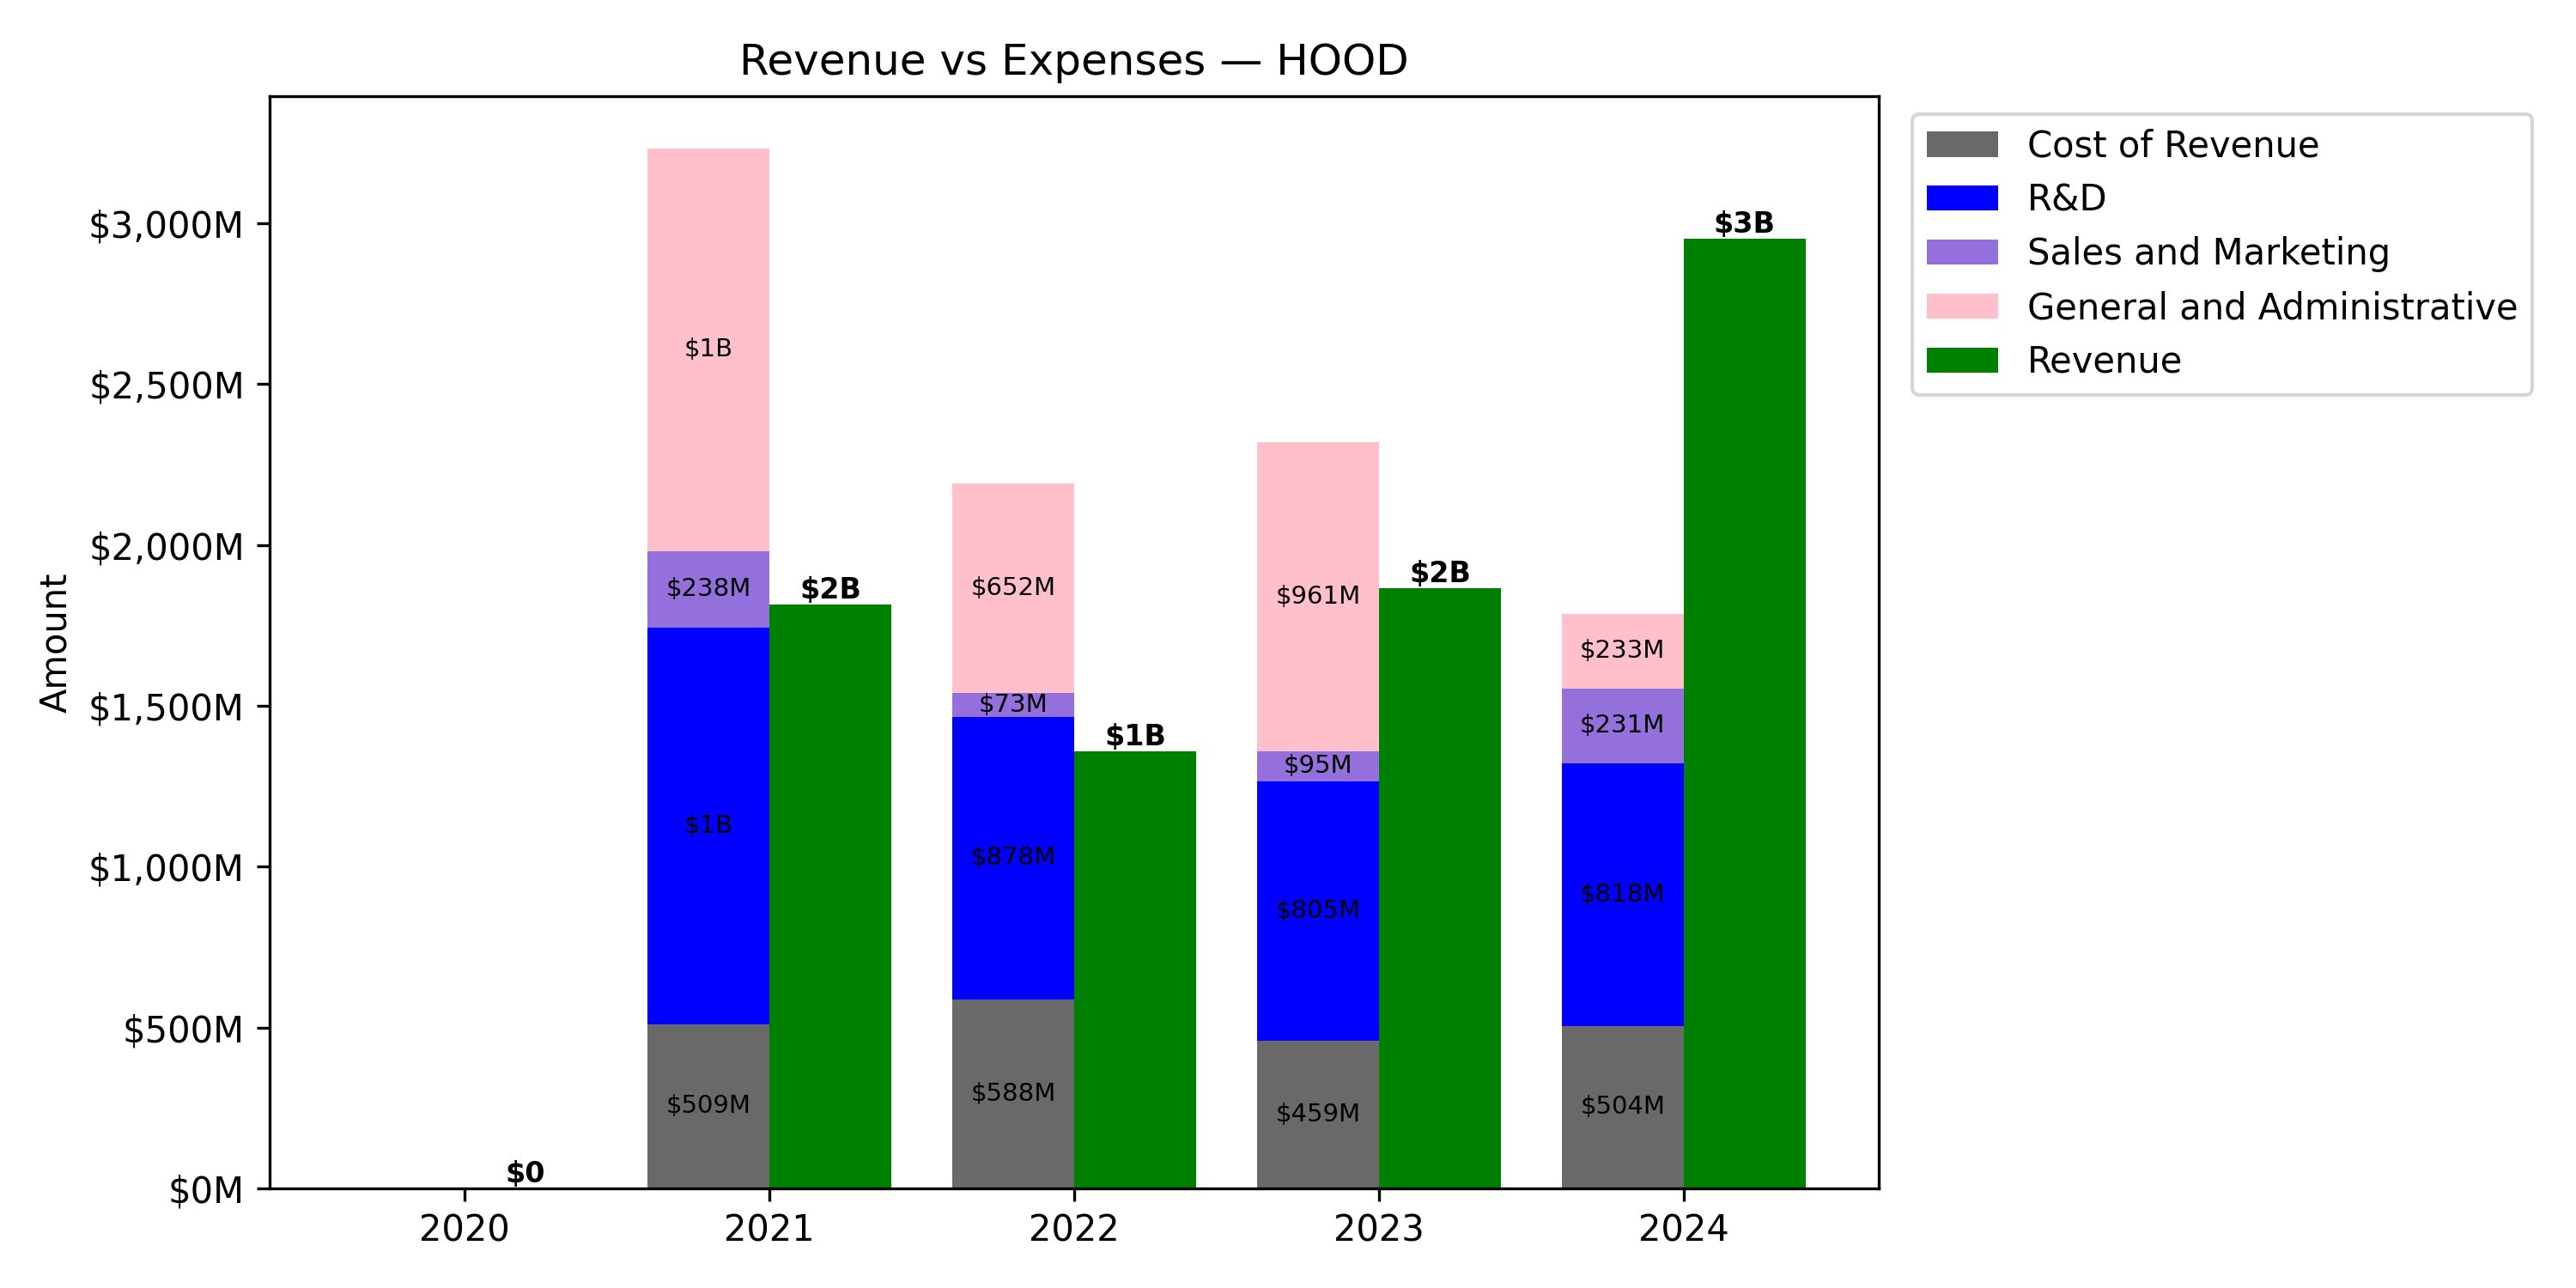 Revenue vs Expenses — HOOD
Cost of Revenue
R&D
Sales and Marketing
General and Administrative
Revenue
Amount
$3,000M
$2,500M
$2,000M
$1,500M
$1,000M
$500M
$0M
$0
$1B
$238M
$1B
$509M
$2B
$652M
$73M
$878M
$588M
$1B
$961M
$95M
$805M
$459M
$2B
$233M
$231M
$818M
$504M
$3B
2020 2021 2022 2023 2024